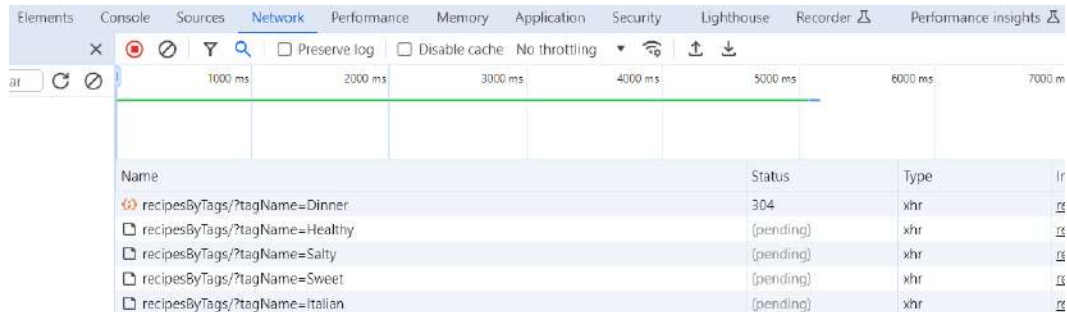 Elements Console Sources Network Performance Memory Application Security Lighthouse Recorder Performance insights
Preserve log Disable cache No throttling
ar
1000 ms 2000 ms 3000 ms 4000 ms 5000 ms 6000 ms 7000 m
Name Status Type
recipesByTags/?tagName=Dinner 304 xhr
recipesByTags/?tagName=Healthy (pending) xhr
recipesByTags/?tagName=Salty (pending) xhr
recipesByTags/?tagName=Sweet (pending) xhr
recipesByTags/?tagName=Italian (pending) xhr